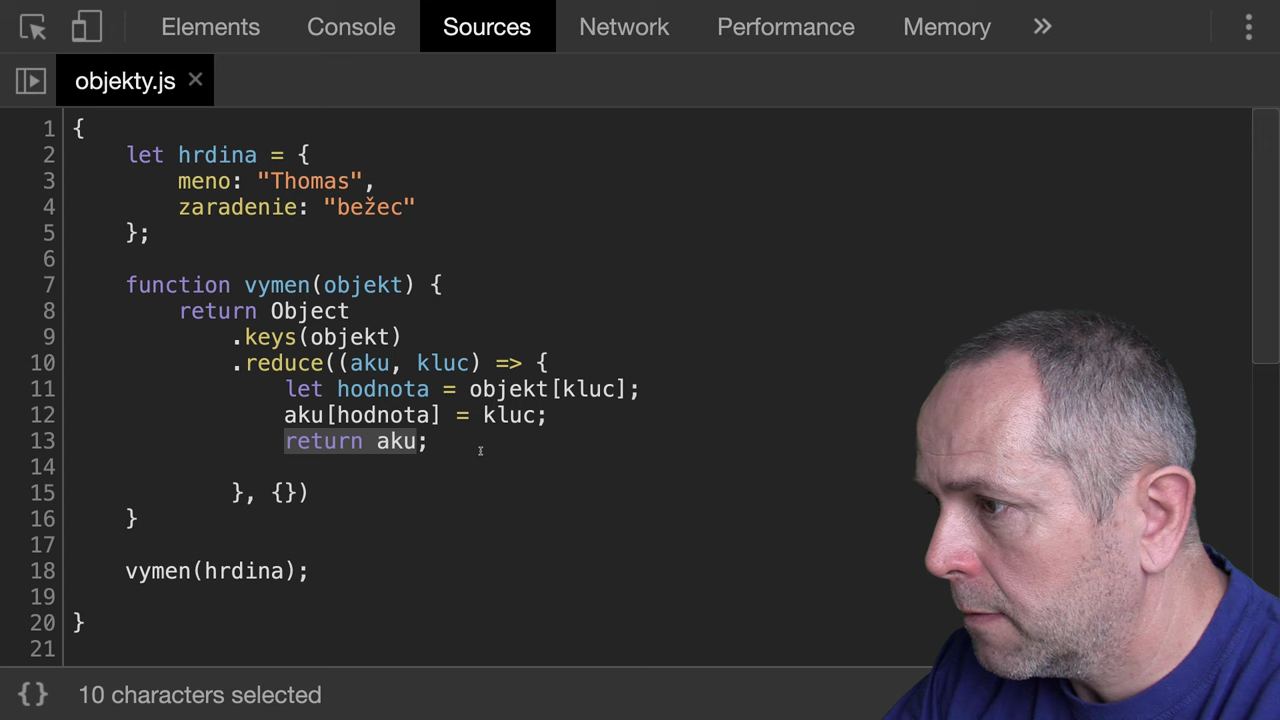 Elements Console Sources Network Performance Memory »
objekty.js ×
1 {
2     let hrdina = {
3         meno: "Thomas",
4         zaradenie: "bežec"
5     };
6
7     function vymen(objekt) {
8         return Object
9             .keys(objekt)
10             .reduce((aku, kluc) => {
11                 let hodnota = objekt[kluc];
12                 aku[hodnota] = kluc;
13                 return aku;
14
15             }, {})
16     }
17
18     vymen(hrdina);
19
20 }
21
{} 10 characters selected